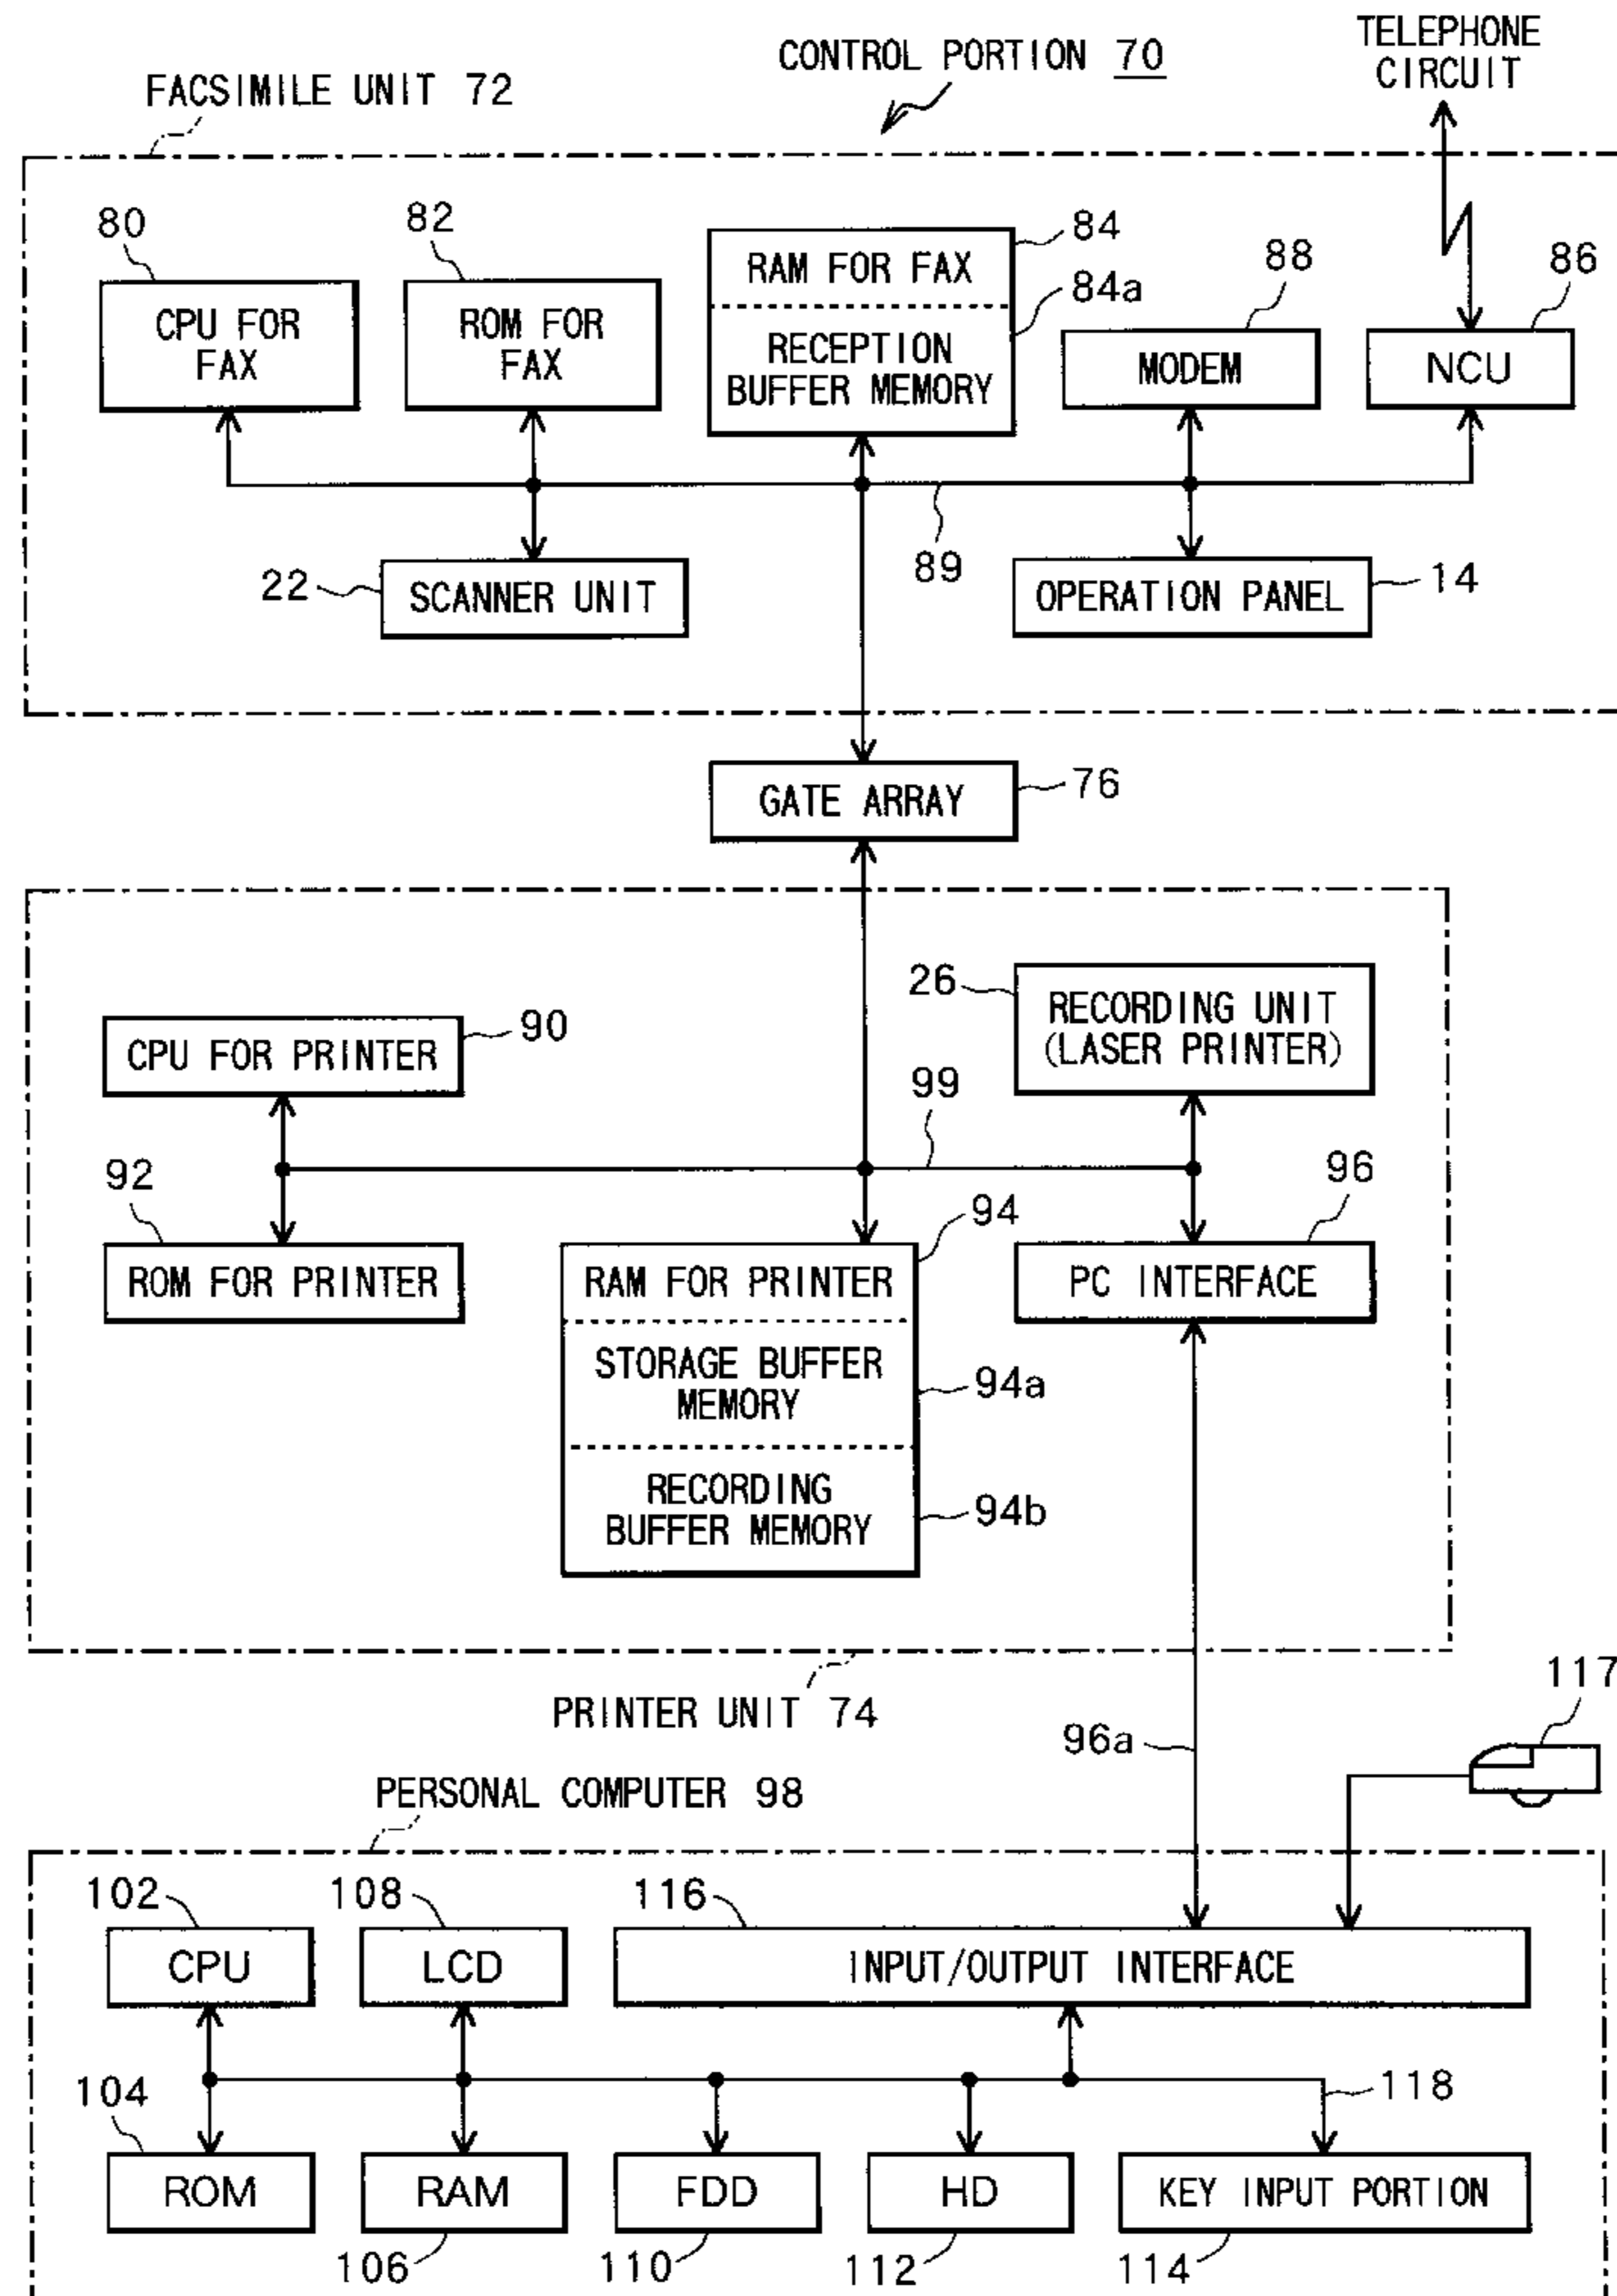 TELEPHONE
CIRCUIT
CONTROL PORTION 70
FACSIMILE UNIT 72
80
CPU FOR
FAX
82
ROM FOR
FAX
84
RAM FOR FAX
84a
RECEPTION
BUFFER MEMORY
88
MODEM
86
NCU
89
22
SCANNER UNIT
OPERATION PANEL
14
GATE ARRAY
76
26
RECORDING UNIT
(LASER PRINTER)
CPU FOR PRINTER
90
99
92
ROM FOR PRINTER
94
RAM FOR PRINTER
STORAGE BUFFER
MEMORY
94a
RECORDING
BUFFER MEMORY
94b
96
PC INTERFACE
PRINTER UNIT 74
96a
117
PERSONAL COMPUTER 98
102
CPU
108
LCD
116
INPUT/OUTPUT INTERFACE
118
104
ROM
RAM
106
FDD
110
HD
112
KEY INPUT PORTION
114